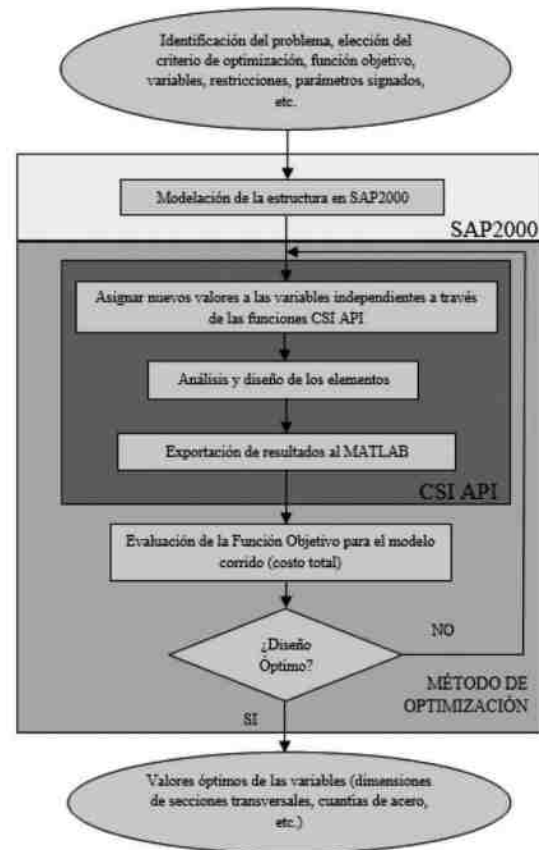 Identificación del problema, elección del
criterio de optimización, función objetivo,
variables, restricciones, parámetros signados,
etc.
Modelación de la estructura en SAP2000
SAP2000
Asignar nuevos valores a las variables independientes a través
de las funciones CSI API
Análisis y diseño de los elementos
Exportación de resultados al MATLAB
CSI API
Evaluación de la Función Objetivo para el modelo
corrido (costo total)
¿Diseño
Óptimo?
NO
MÉTODO DE
OPTIMIZACIÓN
SI
Valores óptimos de las variables (dimensiones
de secciones transversales, cuantías de acero,
etc.)